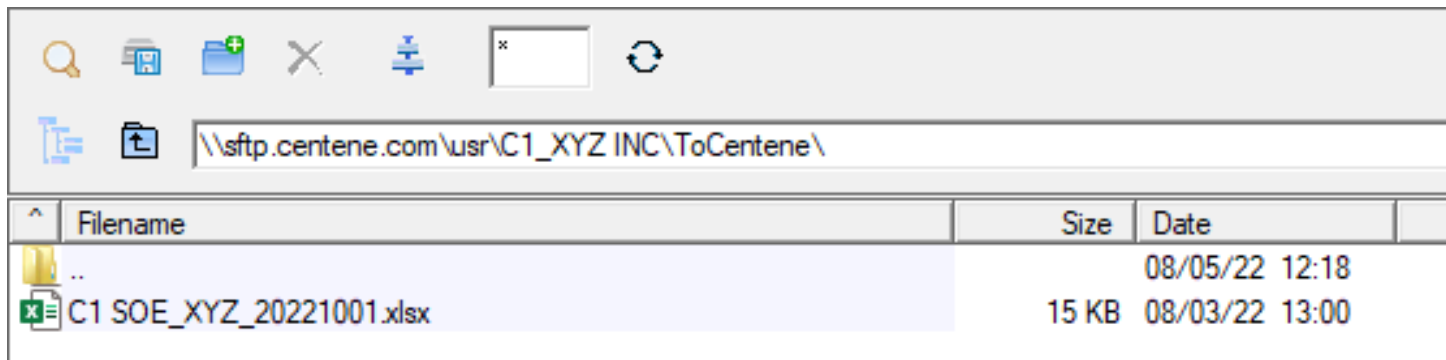 *
\\sftp.centene.com\usr\C1_XYZ INC\ToCentene\
^ Filename Size Date
.. 08/05/22 12:18
C1 SOE_XYZ_20221001.xlsx 15 KB 08/03/22 13:00